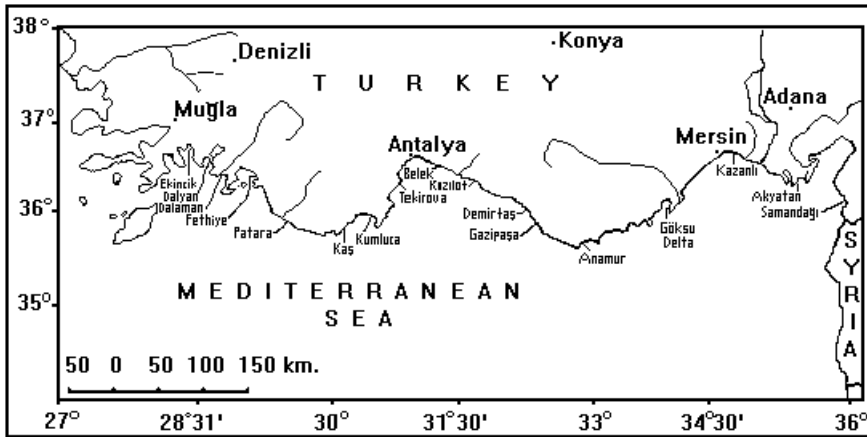 38°
Denizli
Konya
T U R K E Y
37°
Muğla
Adana
Antalya
Mersin
Kazanlı
Ekincik
Dalyan
Dalaman
Fethiye
Belek
Kızılot
Tekirova
Akyatan
Samandağı
36°
Patara
Kaş
Kumluca
Demirtaş
Gazipaşa
Anamur
Göksu
Delta
M E D I T E R R A N E A N
S E A
S Y R I A
35°
50 0 50 100 150 km.
27° 28°31' 30° 31°30' 33° 34°30' 36°